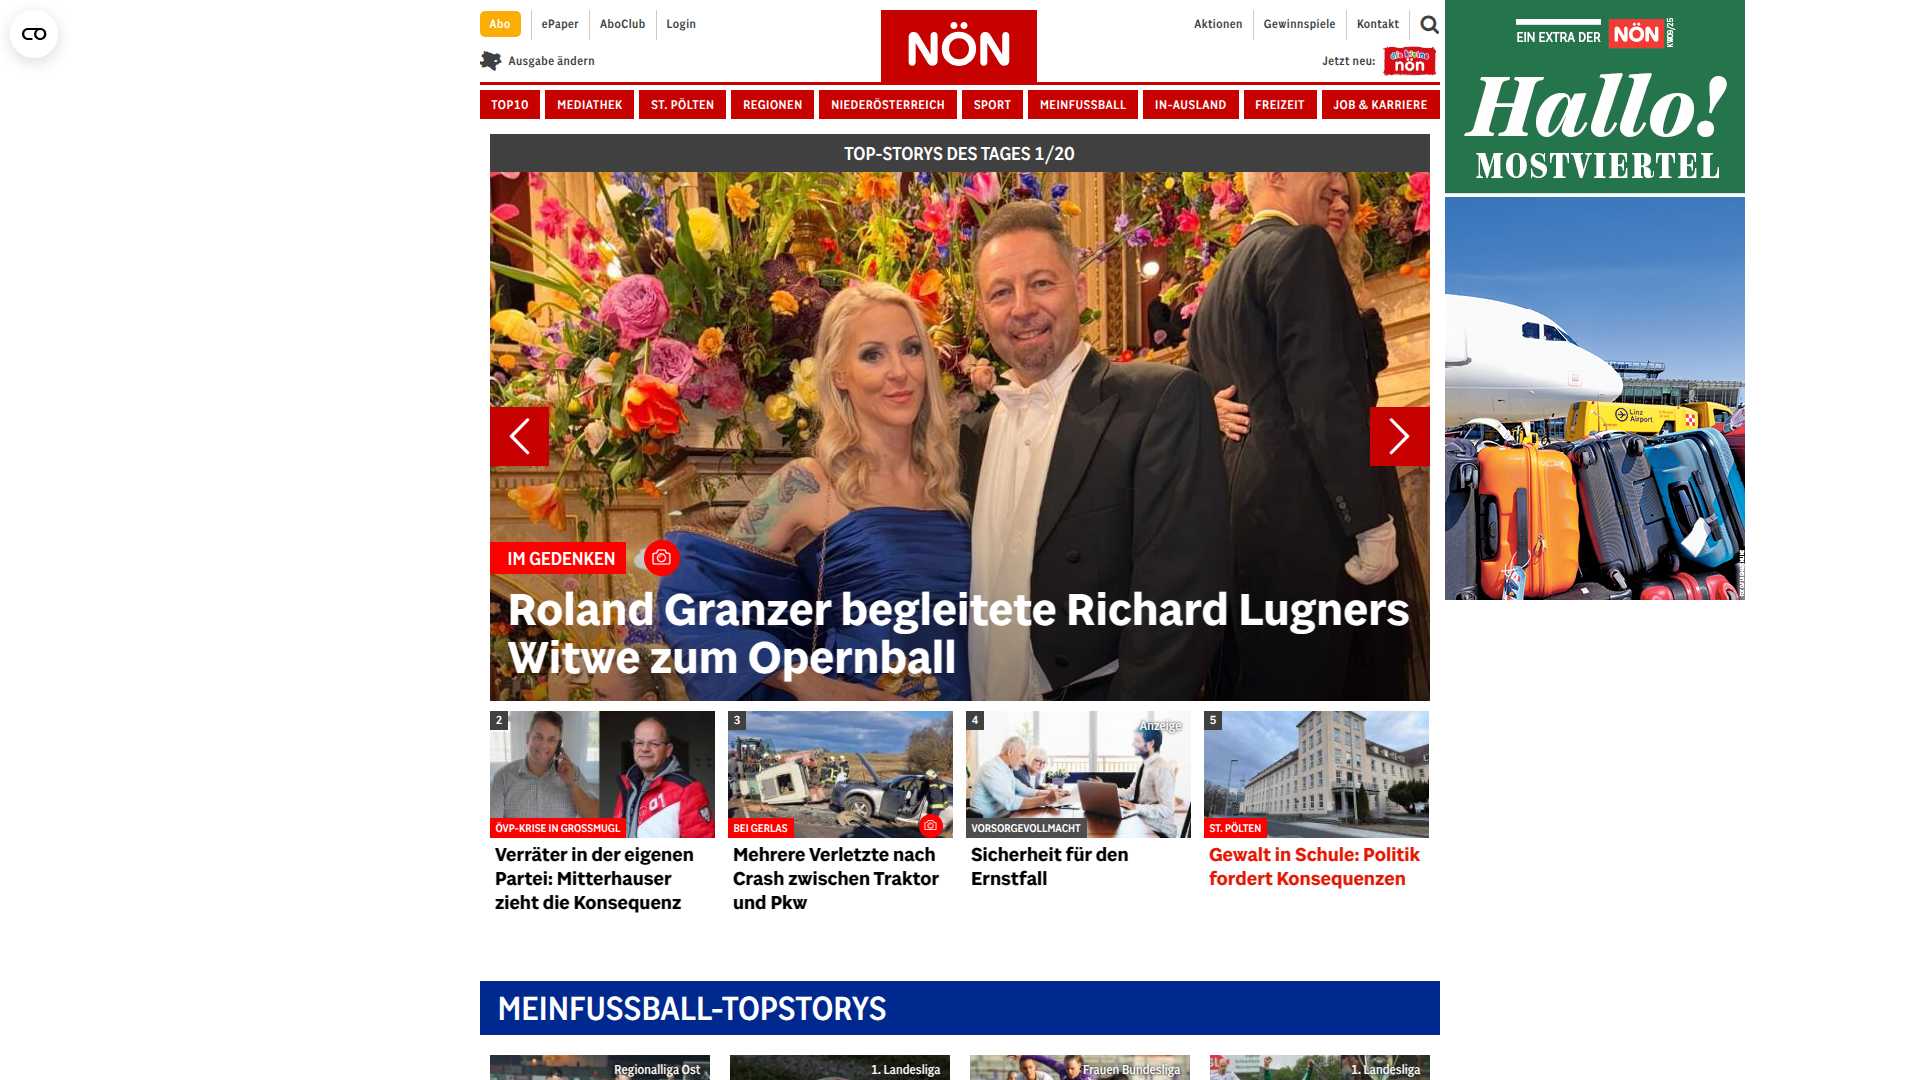 Abo
ePaper
AboClub
Login
Aktionen
Gewinnspiele
Kontakt
Ausgabe ändern
NÖN
Jetzt neu:
die kleine
nön
TOP10
MEDIATHEK
ST. PÖLTEN
REGIONEN
NIEDERÖSTERREICH
SPORT
MEINFUSSBALL
IN-AUSLAND
FREIZEIT
JOB & KARRIERE
EIN EXTRA DER NÖN
KW09/25
Hallo!
MOSTVIERTEL
Linz
Airport
TOP-STORYS DES TAGES 1/20
IM GEDENKEN
Roland Granzer begleitete Richard Lugners
Witwe zum Opernball
2
ÖVP-KRISE IN GROSSMUGL
Verräter in der eigenen
Partei: Mitterhauser
zieht die Konsequenz
3
BEI GERLAS
Mehrere Verletzte nach
Crash zwischen Traktor
und Pkw
4
Anzeige
VORSORGEVOLLMACHT
Sicherheit für den
Ernstfall
5
ST. PÖLTEN
Gewalt in Schule: Politik
fordert Konsequenzen
MEINFUSSBALL-TOPSTORYS
Regionalliga Ost
1. Landesliga
Frauen Bundesliga
1. Landesliga